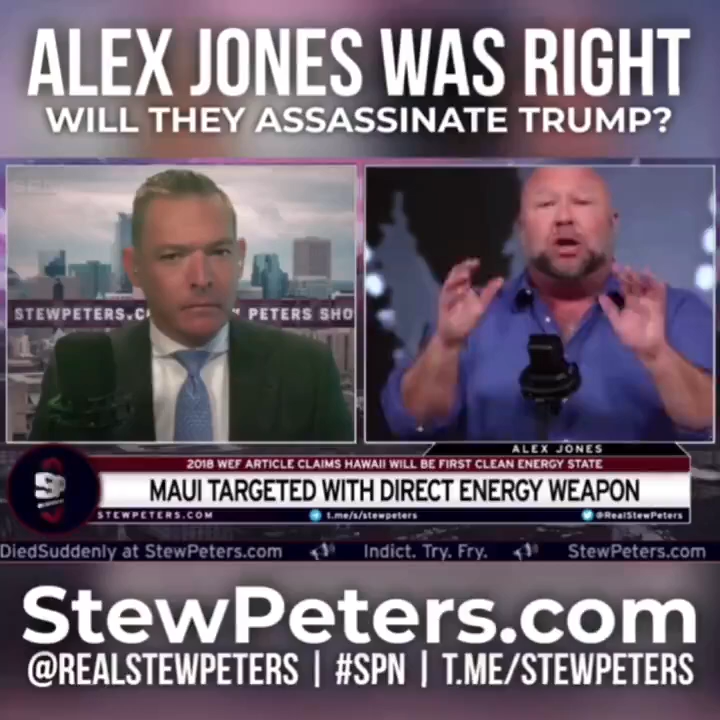 ALEX JONES WAS RIGHT
WILL THEY ASSASSINATE TRUMP?
STEWPETERS.C
PETERS SHO
ALEX JONES
2018 WEF ARTICLE CLAIMS HAWAII WILL BE FIRST CLEAN ENERGY STATE
MAUI TARGETED WITH DIRECT ENERGY WEAPON
STEWPETERS.COM t.me/s/stewpeters @RealStewPeters
DiedSuddenly at StewPeters.com Indict. Try. Fry. StewPeters.com
StewPeters.com
@REALSTEWPETERS | #SPN | T.ME/STEWPETERS